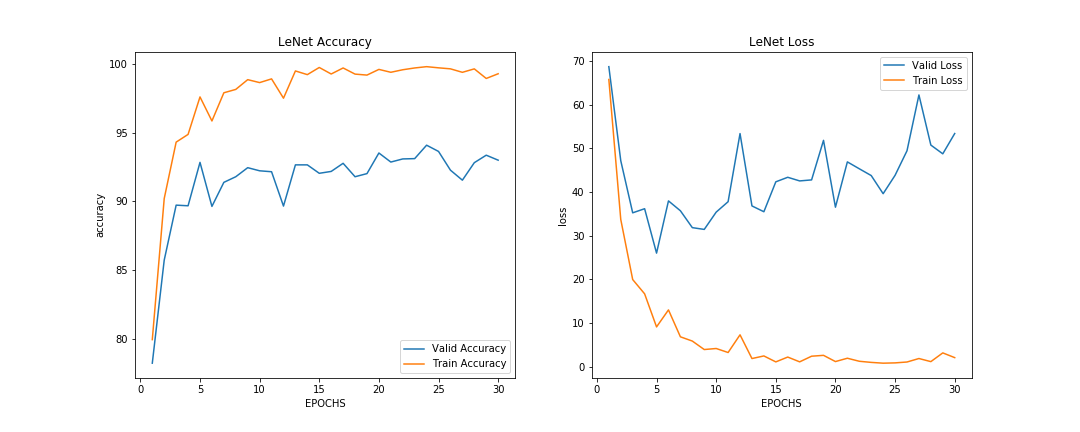 LeNet Accuracy
100
95
90
85
80
accuracy
0 5 10 15 20 25 30
EPOCHS
Valid Accuracy
Train Accuracy
LeNet Loss
70
60
50
40
30
20
10
0
loss
0 5 10 15 20 25 30
EPOCHS
Valid Loss
Train Loss